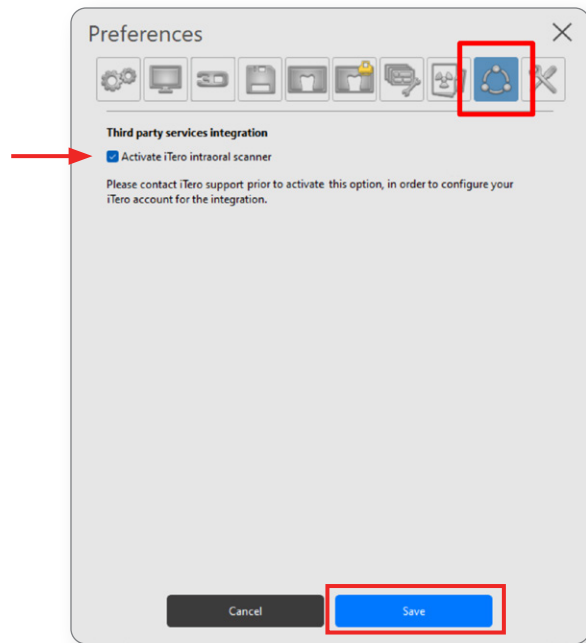 Preferences
3D
Third party services integration
Activate iTero intraoral scanner
Please contact iTero support prior to activate this option, in order to configure your
iTero account for the integration.
Cancel
Save